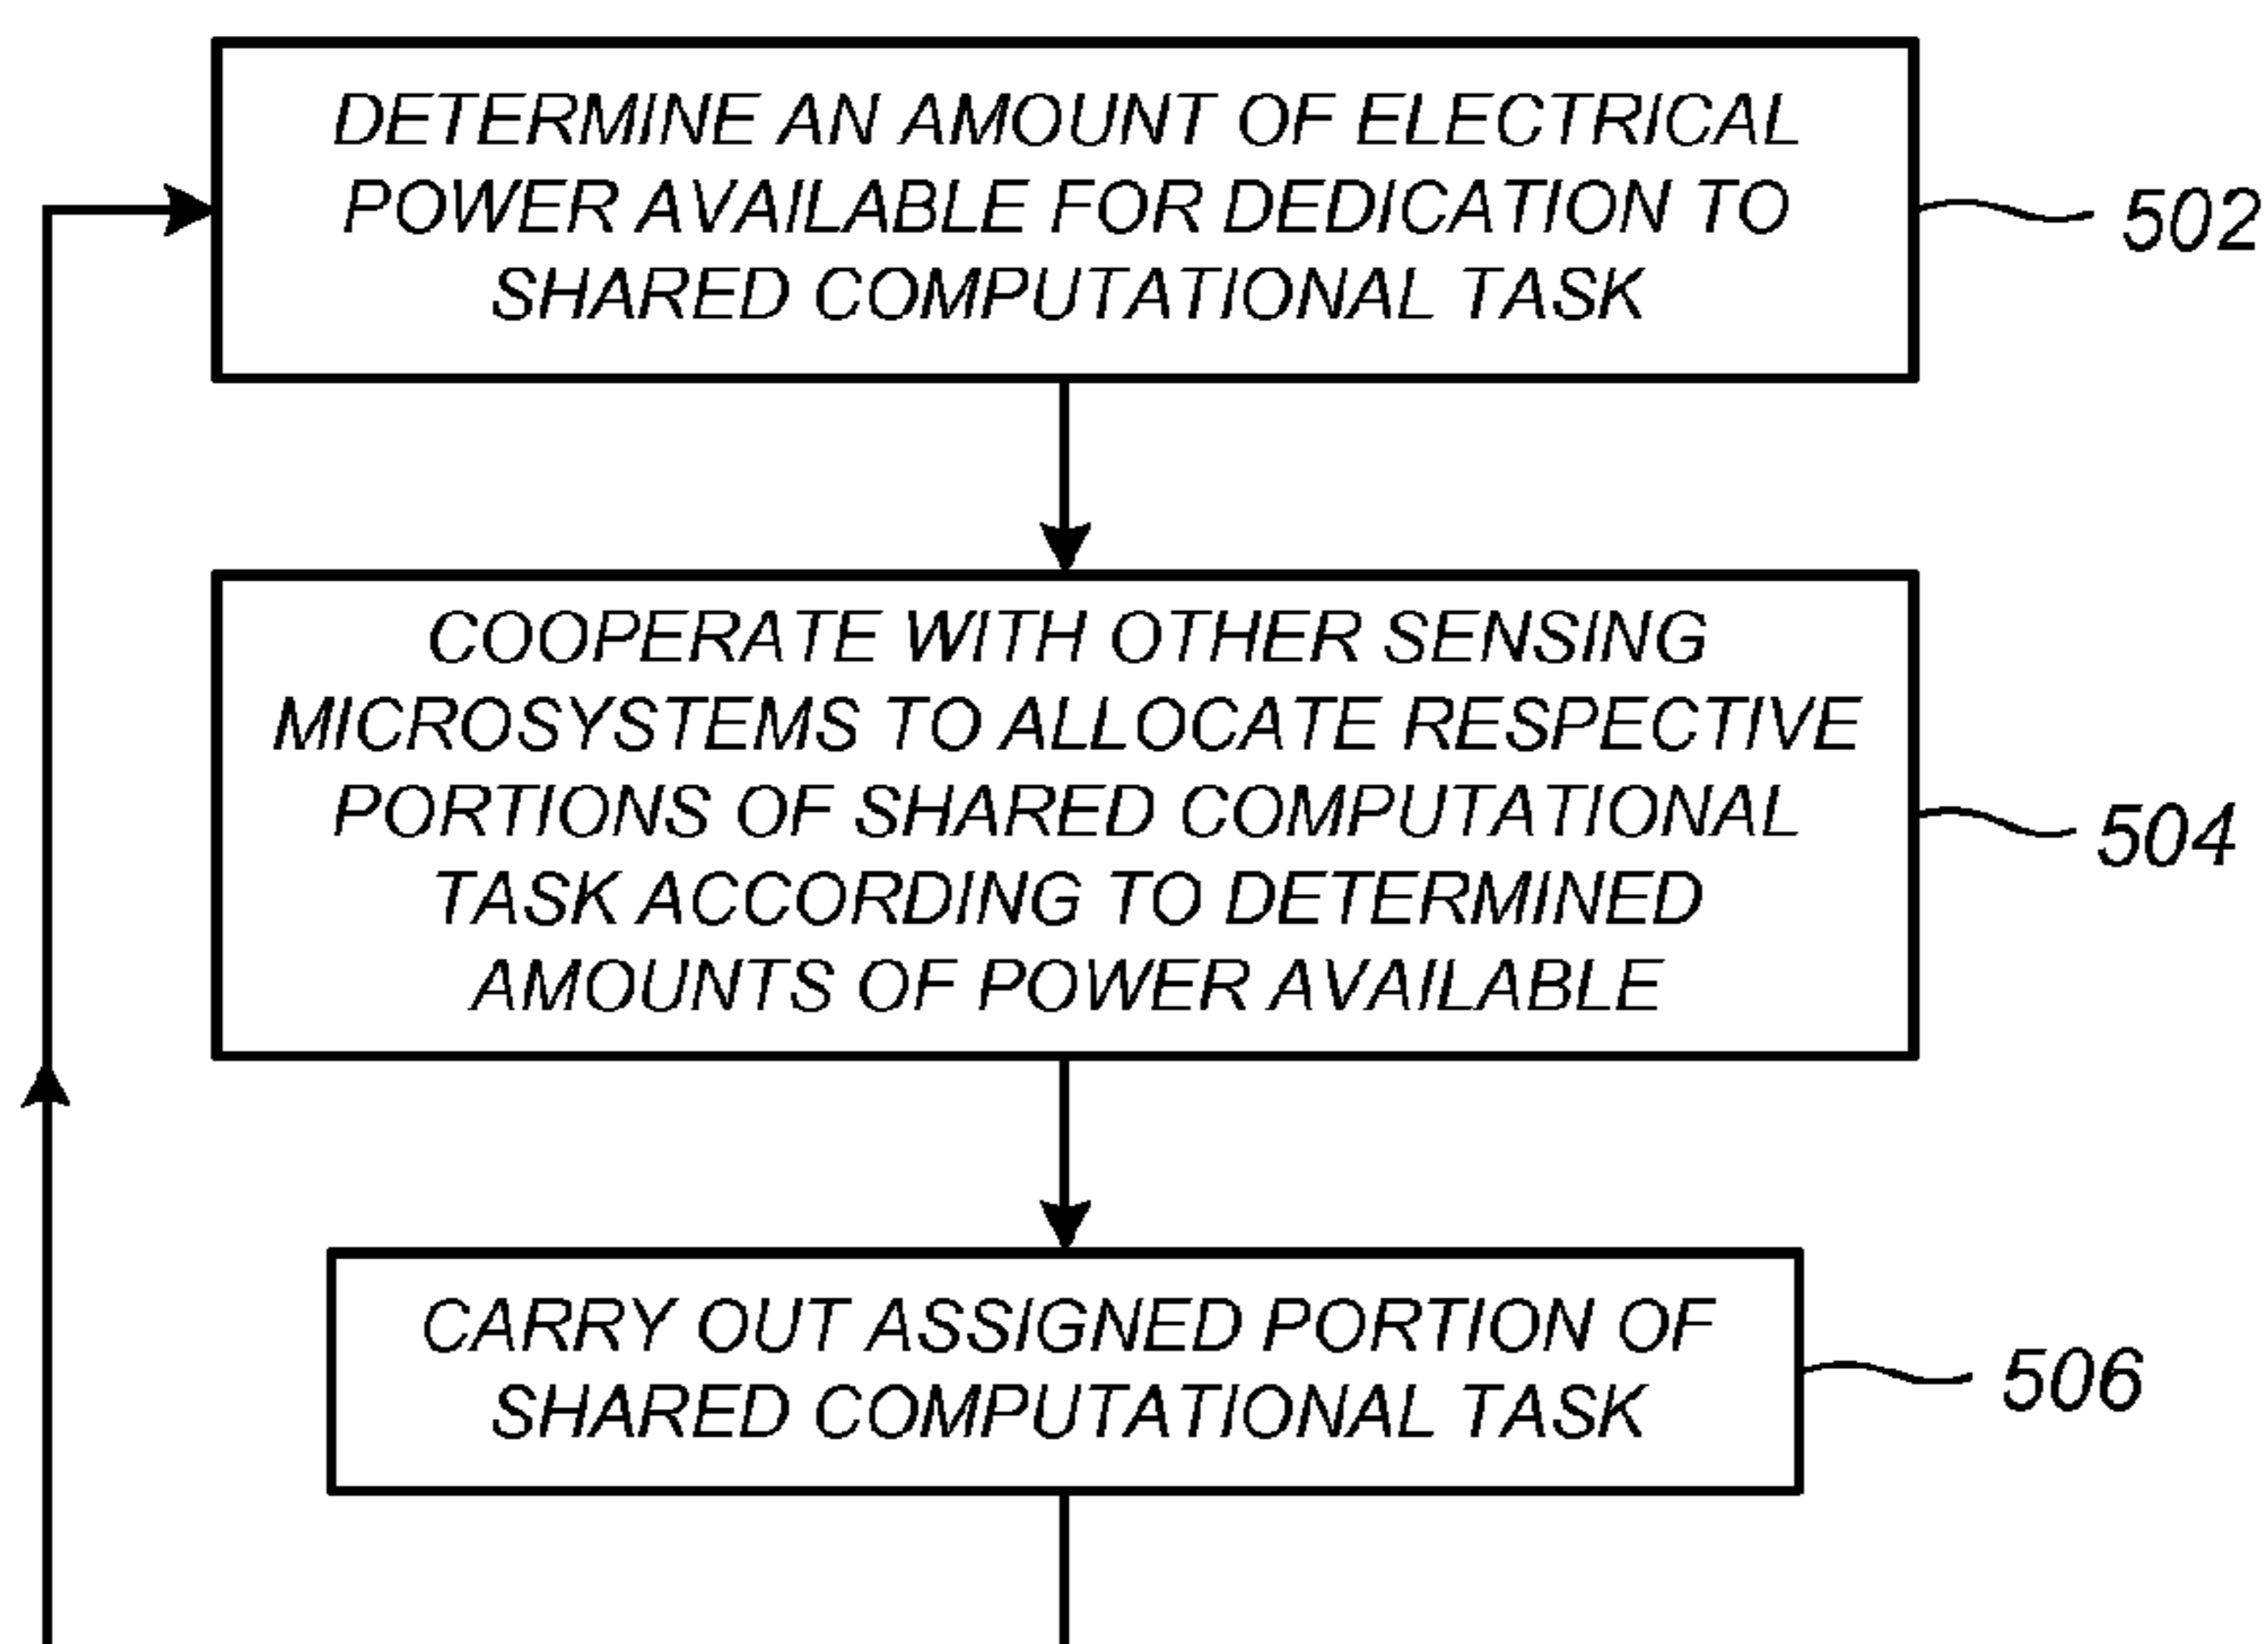 DETERMINE AN AMOUNT OF ELECTRICAL
POWER AVAILABLE FOR DEDICATION TO
SHARED COMPUTATIONAL TASK
502
COOPERATE WITH OTHER SENSING
MICROSYSTEMS TO ALLOCATE RESPECTIVE
PORTIONS OF SHARED COMPUTATIONAL
TASK ACCORDING TO DETERMINED
AMOUNTS OF POWER AVAILABLE
504
CARRY OUT ASSIGNED PORTION OF
SHARED COMPUTATIONAL TASK
506